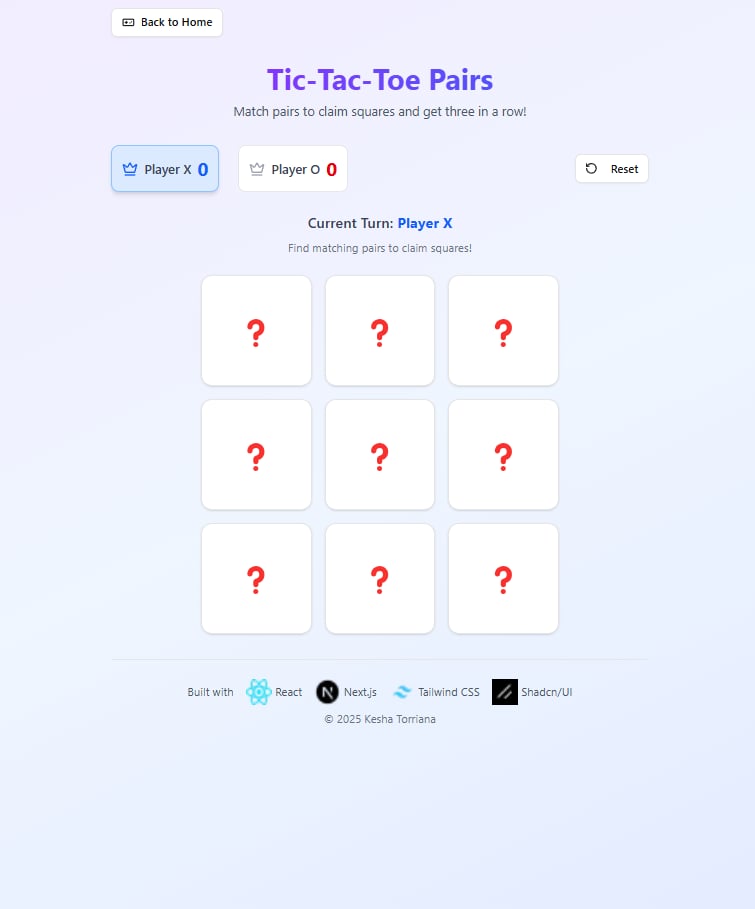 Back to Home
Tic-Tac-Toe Pairs
Match pairs to claim squares and get three in a row!
Player X 0
Player O 0
Reset
Current Turn: Player X
Find matching pairs to claim squares!
? ? ?
? ? ?
? ? ?
Built with React Next.js Tailwind CSS Shadcn/UI
© 2025 Kesha Torriana